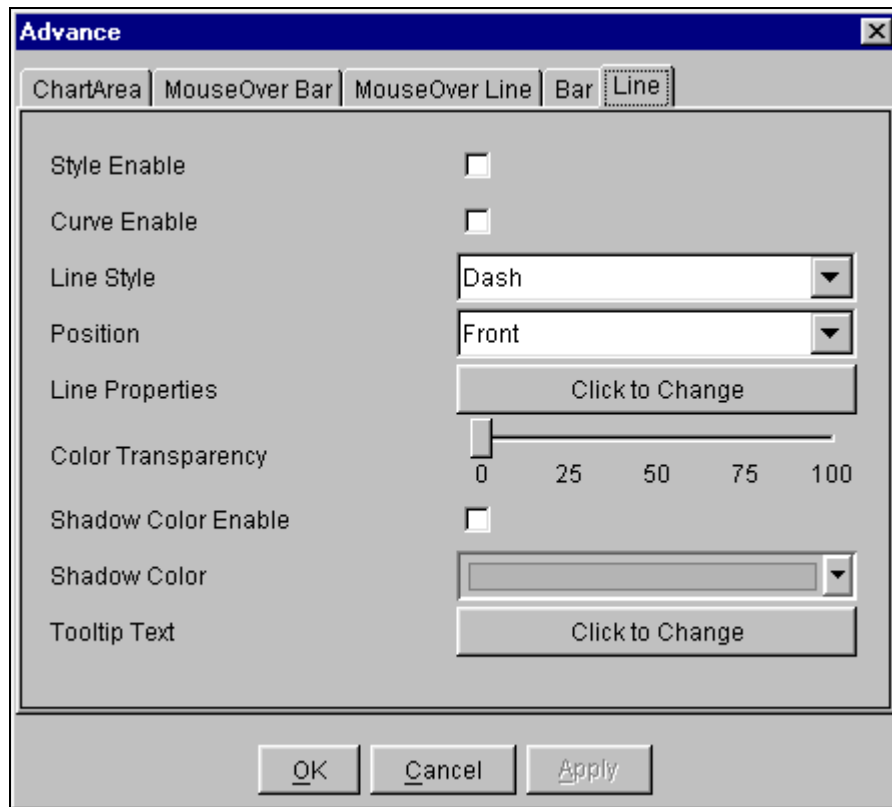 Advance
ChartArea MouseOver Bar MouseOver Line Bar Line
Style Enable
Curve Enable
Line Style Dash
Position Front
Line Properties Click to Change
Color Transparency
0 25 50 75 100
Shadow Color Enable
Shadow Color
Tooltip Text Click to Change
OK Cancel Apply